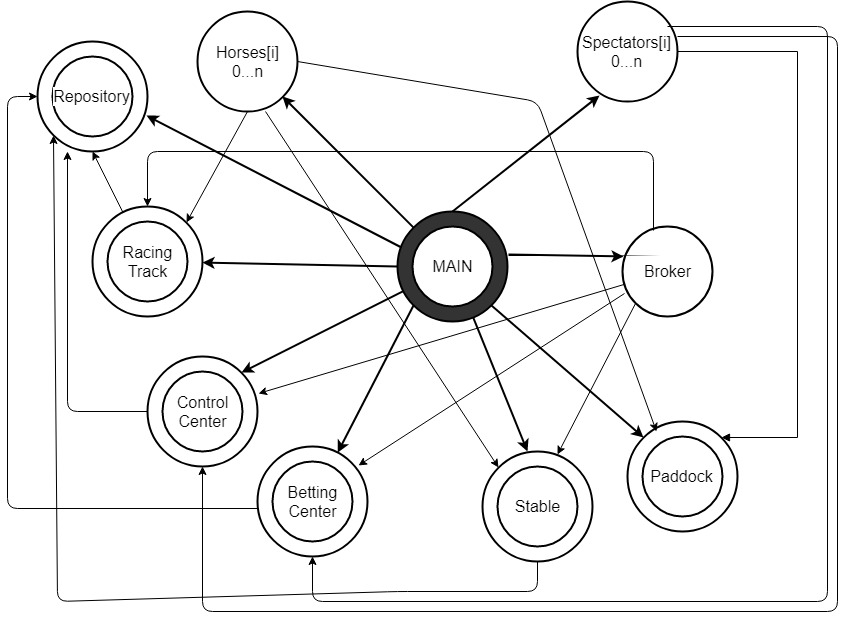 Horses[i]
0...n
Spectators[i]
0...n
Repository
Racing
Track
MAIN
Broker
Control
Center
Betting
Center
Stable
Paddock